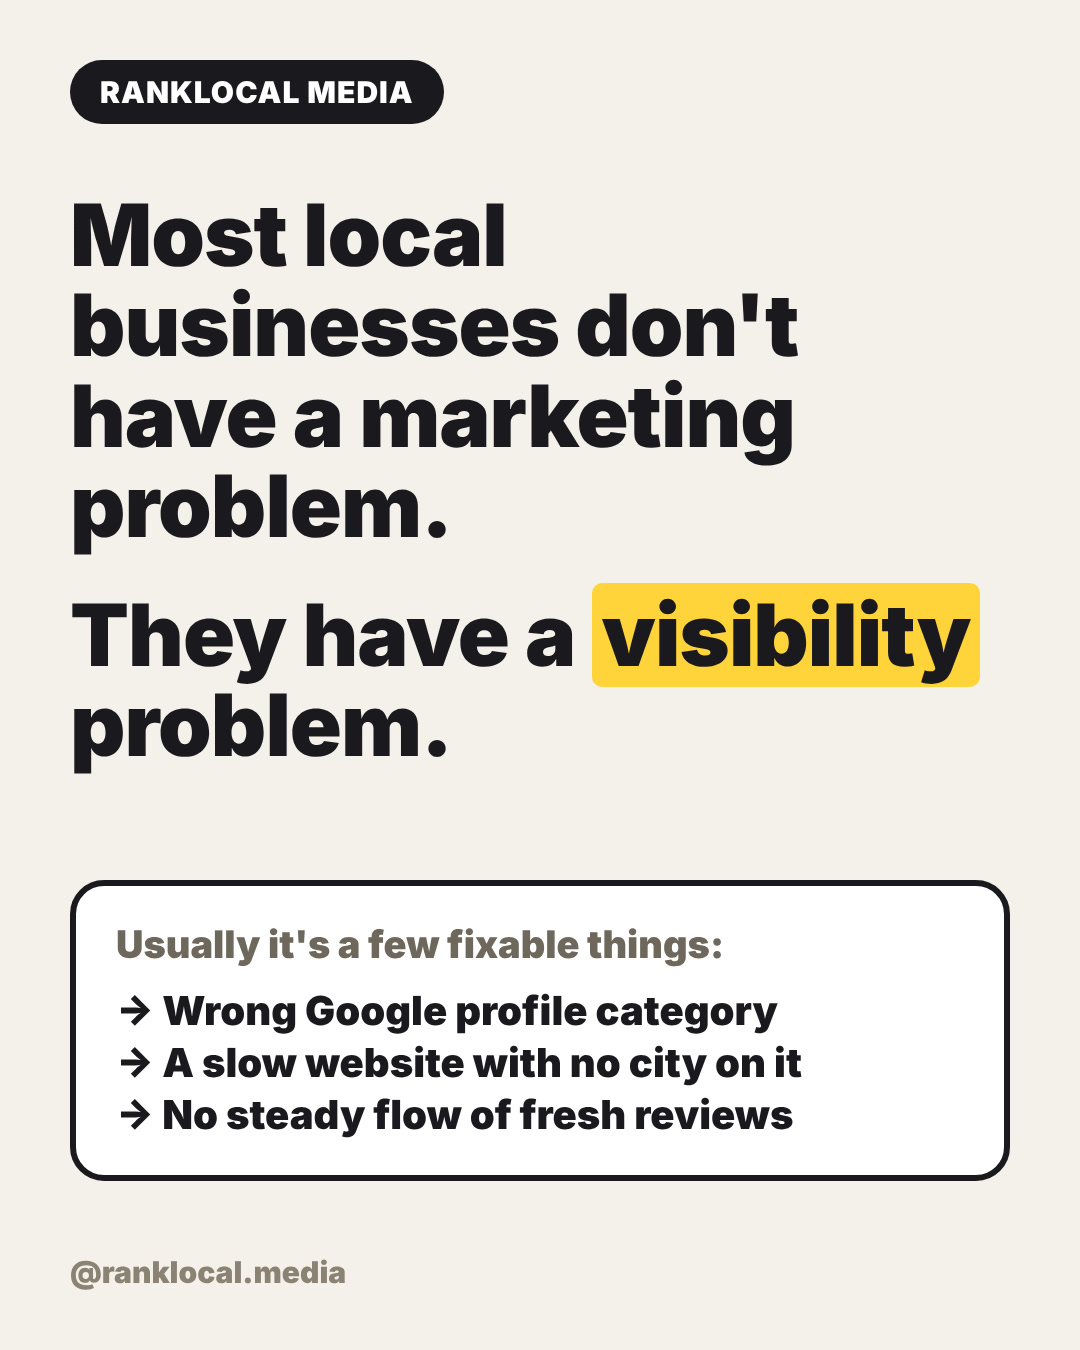 RANKLOCAL MEDIA
Most local
businesses don't
have a marketing
problem.
They have a visibility
problem.
Usually it's a few fixable things:
→ Wrong Google profile category
→ A slow website with no city on it
→ No steady flow of fresh reviews
@ranklocal.media